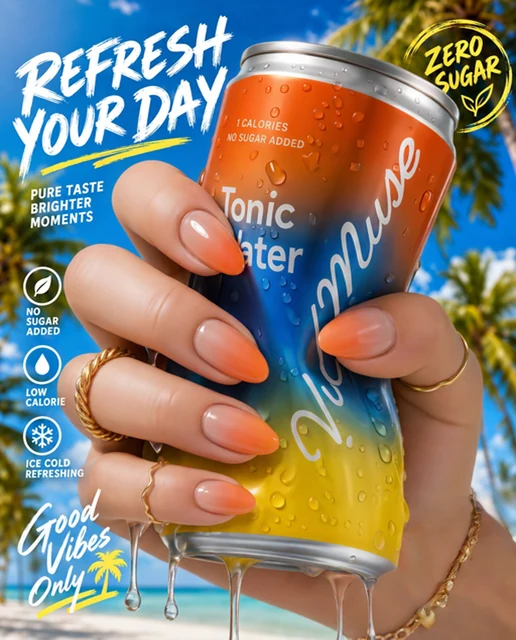 REFRESH
YOUR DAY
PURE TASTE
BRIGHTER
MOMENTS
ZERO
SUGAR
1 CALORIES
NO SUGAR ADDED
Tonic
ater
NO
SUGAR
ADDED
LOW
CALORIE
ICE COLD
REFRESHING
Good
Vibes
Only